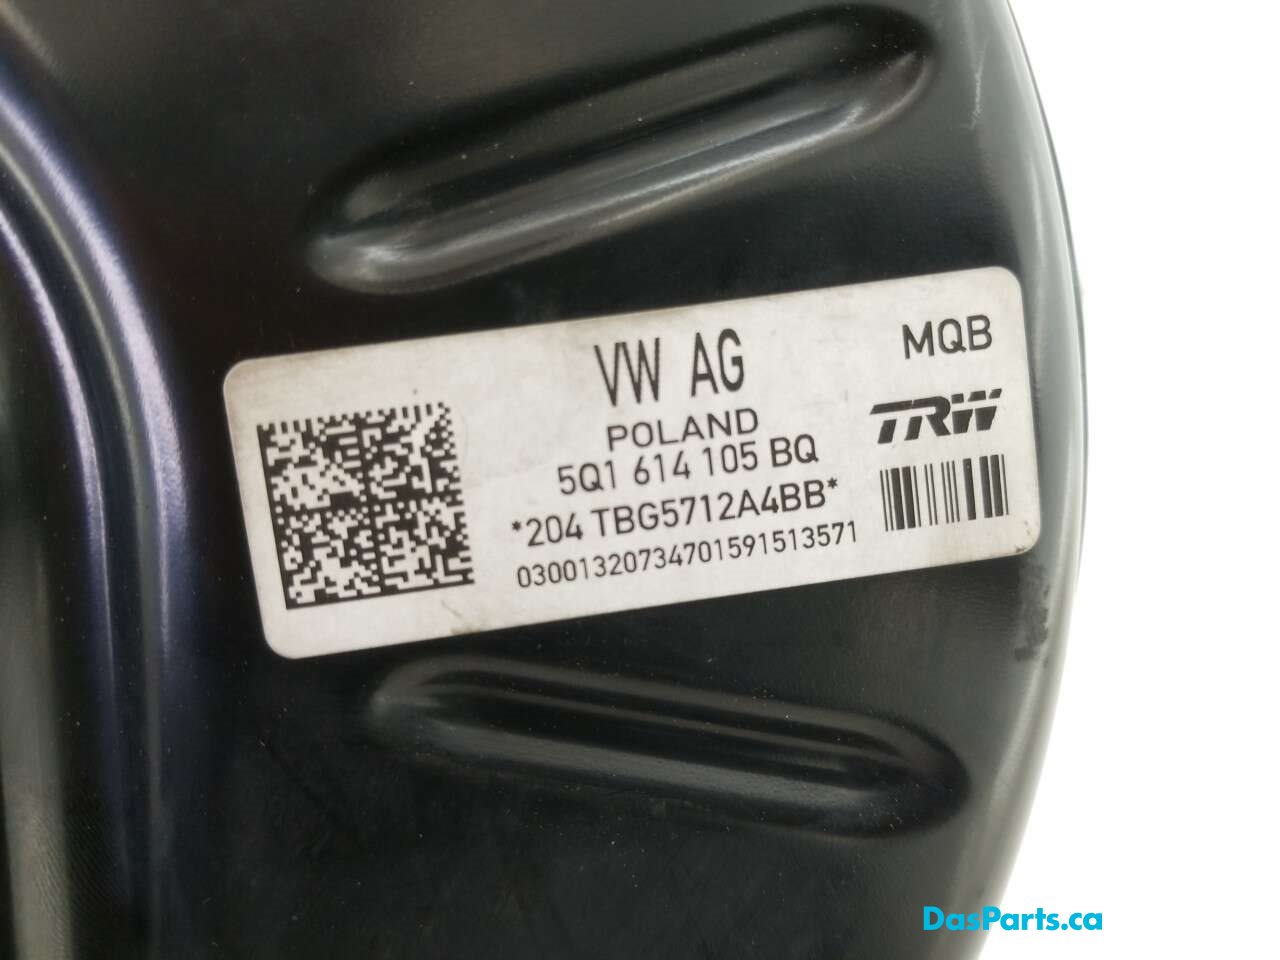 VW AG
MQB
POLAND
TRW
5Q1 614 105 BQ
*204 TBG5712A4BB*
03001320734701591513571
DasParts.ca